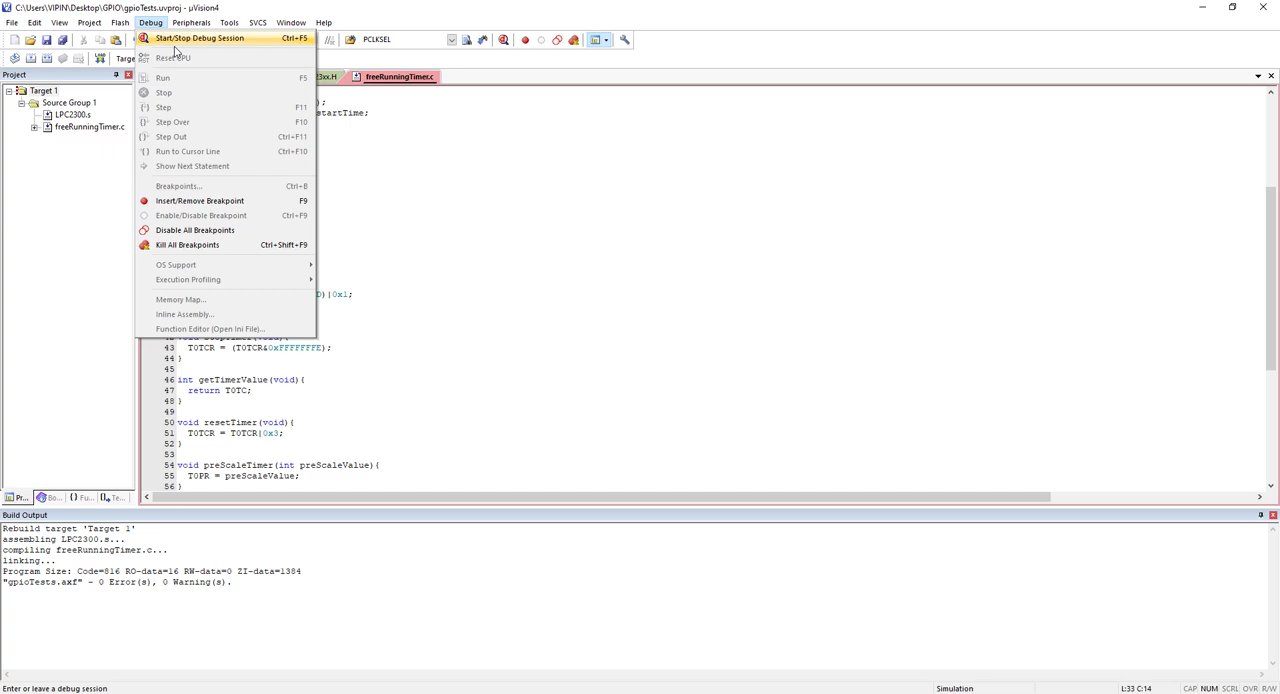 C:\Users\VIPIN\Desktop\GPIO\gpioTests.uvproj - µVision4
File Edit View Project Flash Debug Peripherals Tools SVCS Window Help
Start/Stop Debug Session Ctrl+F5
PCLKSEL
Targe
Reset CPU
Project
Run F5
23xx.H
freeRunningTimer.c
Target 1
Stop
Source Group 1
);
Step F11
startTime;
LPC2300.s
Step Over F10
freeRunningTimer.c
Step Out Ctrl+F11
Run to Cursor Line Ctrl+F10
Show Next Statement
Breakpoints... Ctrl+B
Insert/Remove Breakpoint F9
Enable/Disable Breakpoint Ctrl+F9
Disable All Breakpoints
Kill All Breakpoints Ctrl+Shift+F9
OS Support
Execution Profiling
D)|0x1;
Memory Map...
Inline Assembly...
Function Editor (Open Ini File)...
43 T0TCR = (T0TCR&0xFFFFFFFE);
44 }
45
46 int getTimerValue(void){
47 return T0TC;
48 }
49
50 void resetTimer(void){
51 T0TCR = T0TCR|0x3;
52 }
53
54 void preScaleTimer(int preScaleValue){
55 T0PR = preScaleValue;
56 }
Pr... Bo... {} Fu... Te...
Build Output
Rebuild target 'Target 1'
assembling LPC2300.s...
compiling freeRunningTimer.c...
linking...
Program Size: Code=816 RO-data=16 RW-data=0 ZI-data=1384
"gpioTests.axf" - 0 Error(s), 0 Warning(s).
Enter or leave a debug session
Simulation
L:33 C:14
CAP NUM SCRL OVR R/W